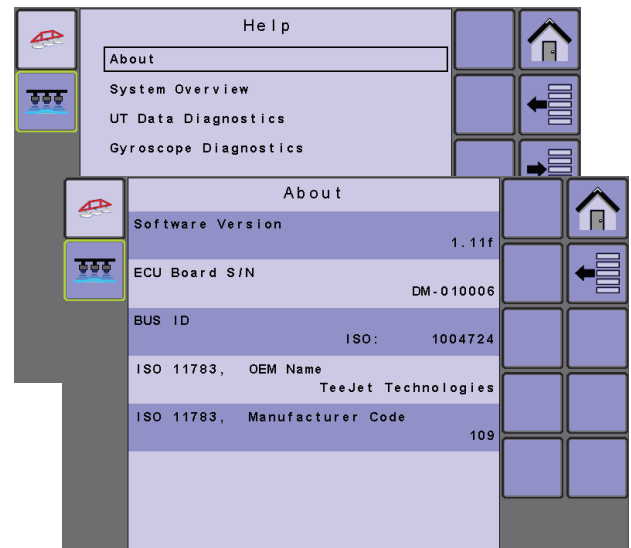 Help
About
System Overview
UT Data Diagnostics
Gyroscope Diagnostics
About
Software Version
1.11f
ECU Board S/N
DM-010006
BUS ID
ISO: 1004724
ISO 11783, OEM Name
TeeJet Technologies
ISO 11783, Manufacturer Code
109